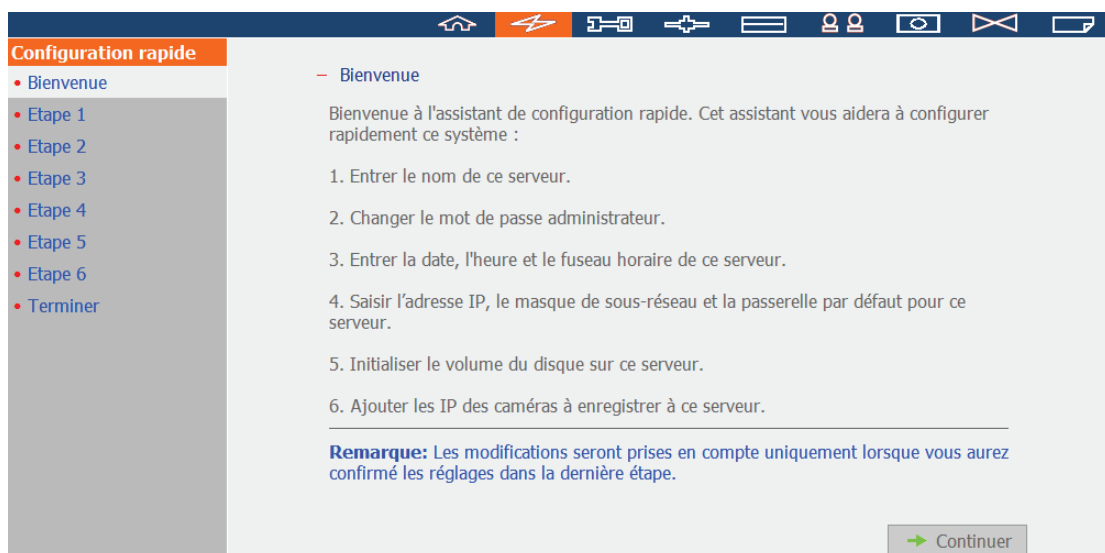 Configuration rapide
• Bienvenue
• Etape 1
• Etape 2
• Etape 3
• Etape 4
• Etape 5
• Etape 6
• Terminer
– Bienvenue
Bienvenue à l'assistant de configuration rapide. Cet assistant vous aidera à configurer
rapidement ce système :
1. Entrer le nom de ce serveur.
2. Changer le mot de passe administrateur.
3. Entrer la date, l'heure et le fuseau horaire de ce serveur.
4. Saisir l’adresse IP, le masque de sous-réseau et la passerelle par défaut pour ce
serveur.
5. Initialiser le volume du disque sur ce serveur.
6. Ajouter les IP des caméras à enregistrer à ce serveur.
Remarque: Les modifications seront prises en compte uniquement lorsque vous aurez
confirmé les réglages dans la dernière étape.
Continuer